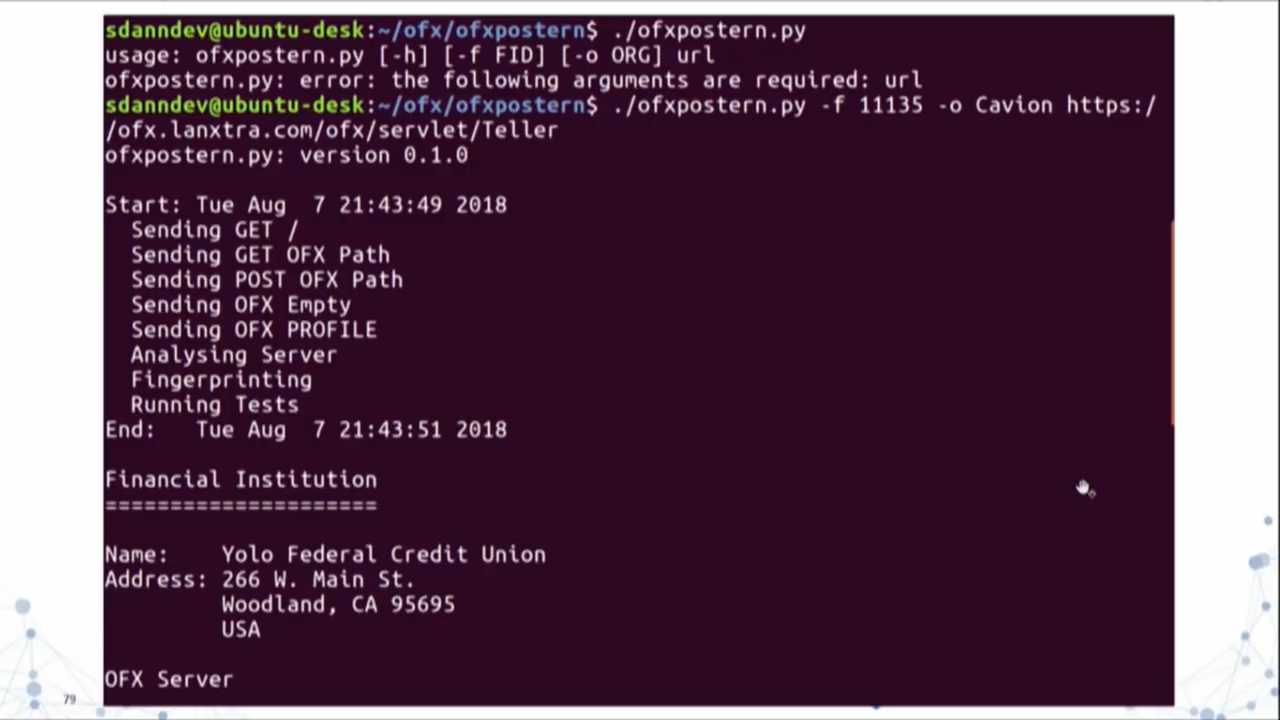 sdanndev@ubuntu-desk:~/ofx/ofxpostern$ ./ofxpostern.py
usage: ofxpostern.py [-h] [-f FID] [-o ORG] url
ofxpostern.py: error: the following arguments are required: url
sdanndev@ubuntu-desk:~/ofx/ofxpostern$ ./ofxpostern.py -f 11135 -o Cavion https:/
/ofx.lanxtra.com/ofx/servlet/Teller
ofxpostern.py: version 0.1.0
Start: Tue Aug  7 21:43:49 2018
  Sending GET /
  Sending GET OFX Path
  Sending POST OFX Path
  Sending OFX Empty
  Sending OFX PROFILE
  Analysing Server
  Fingerprinting
  Running Tests
End:   Tue Aug  7 21:43:51 2018
Financial Institution
=====================
Name:    Yolo Federal Credit Union
Address: 266 W. Main St.
         Woodland, CA 95695
         USA
OFX Server
79